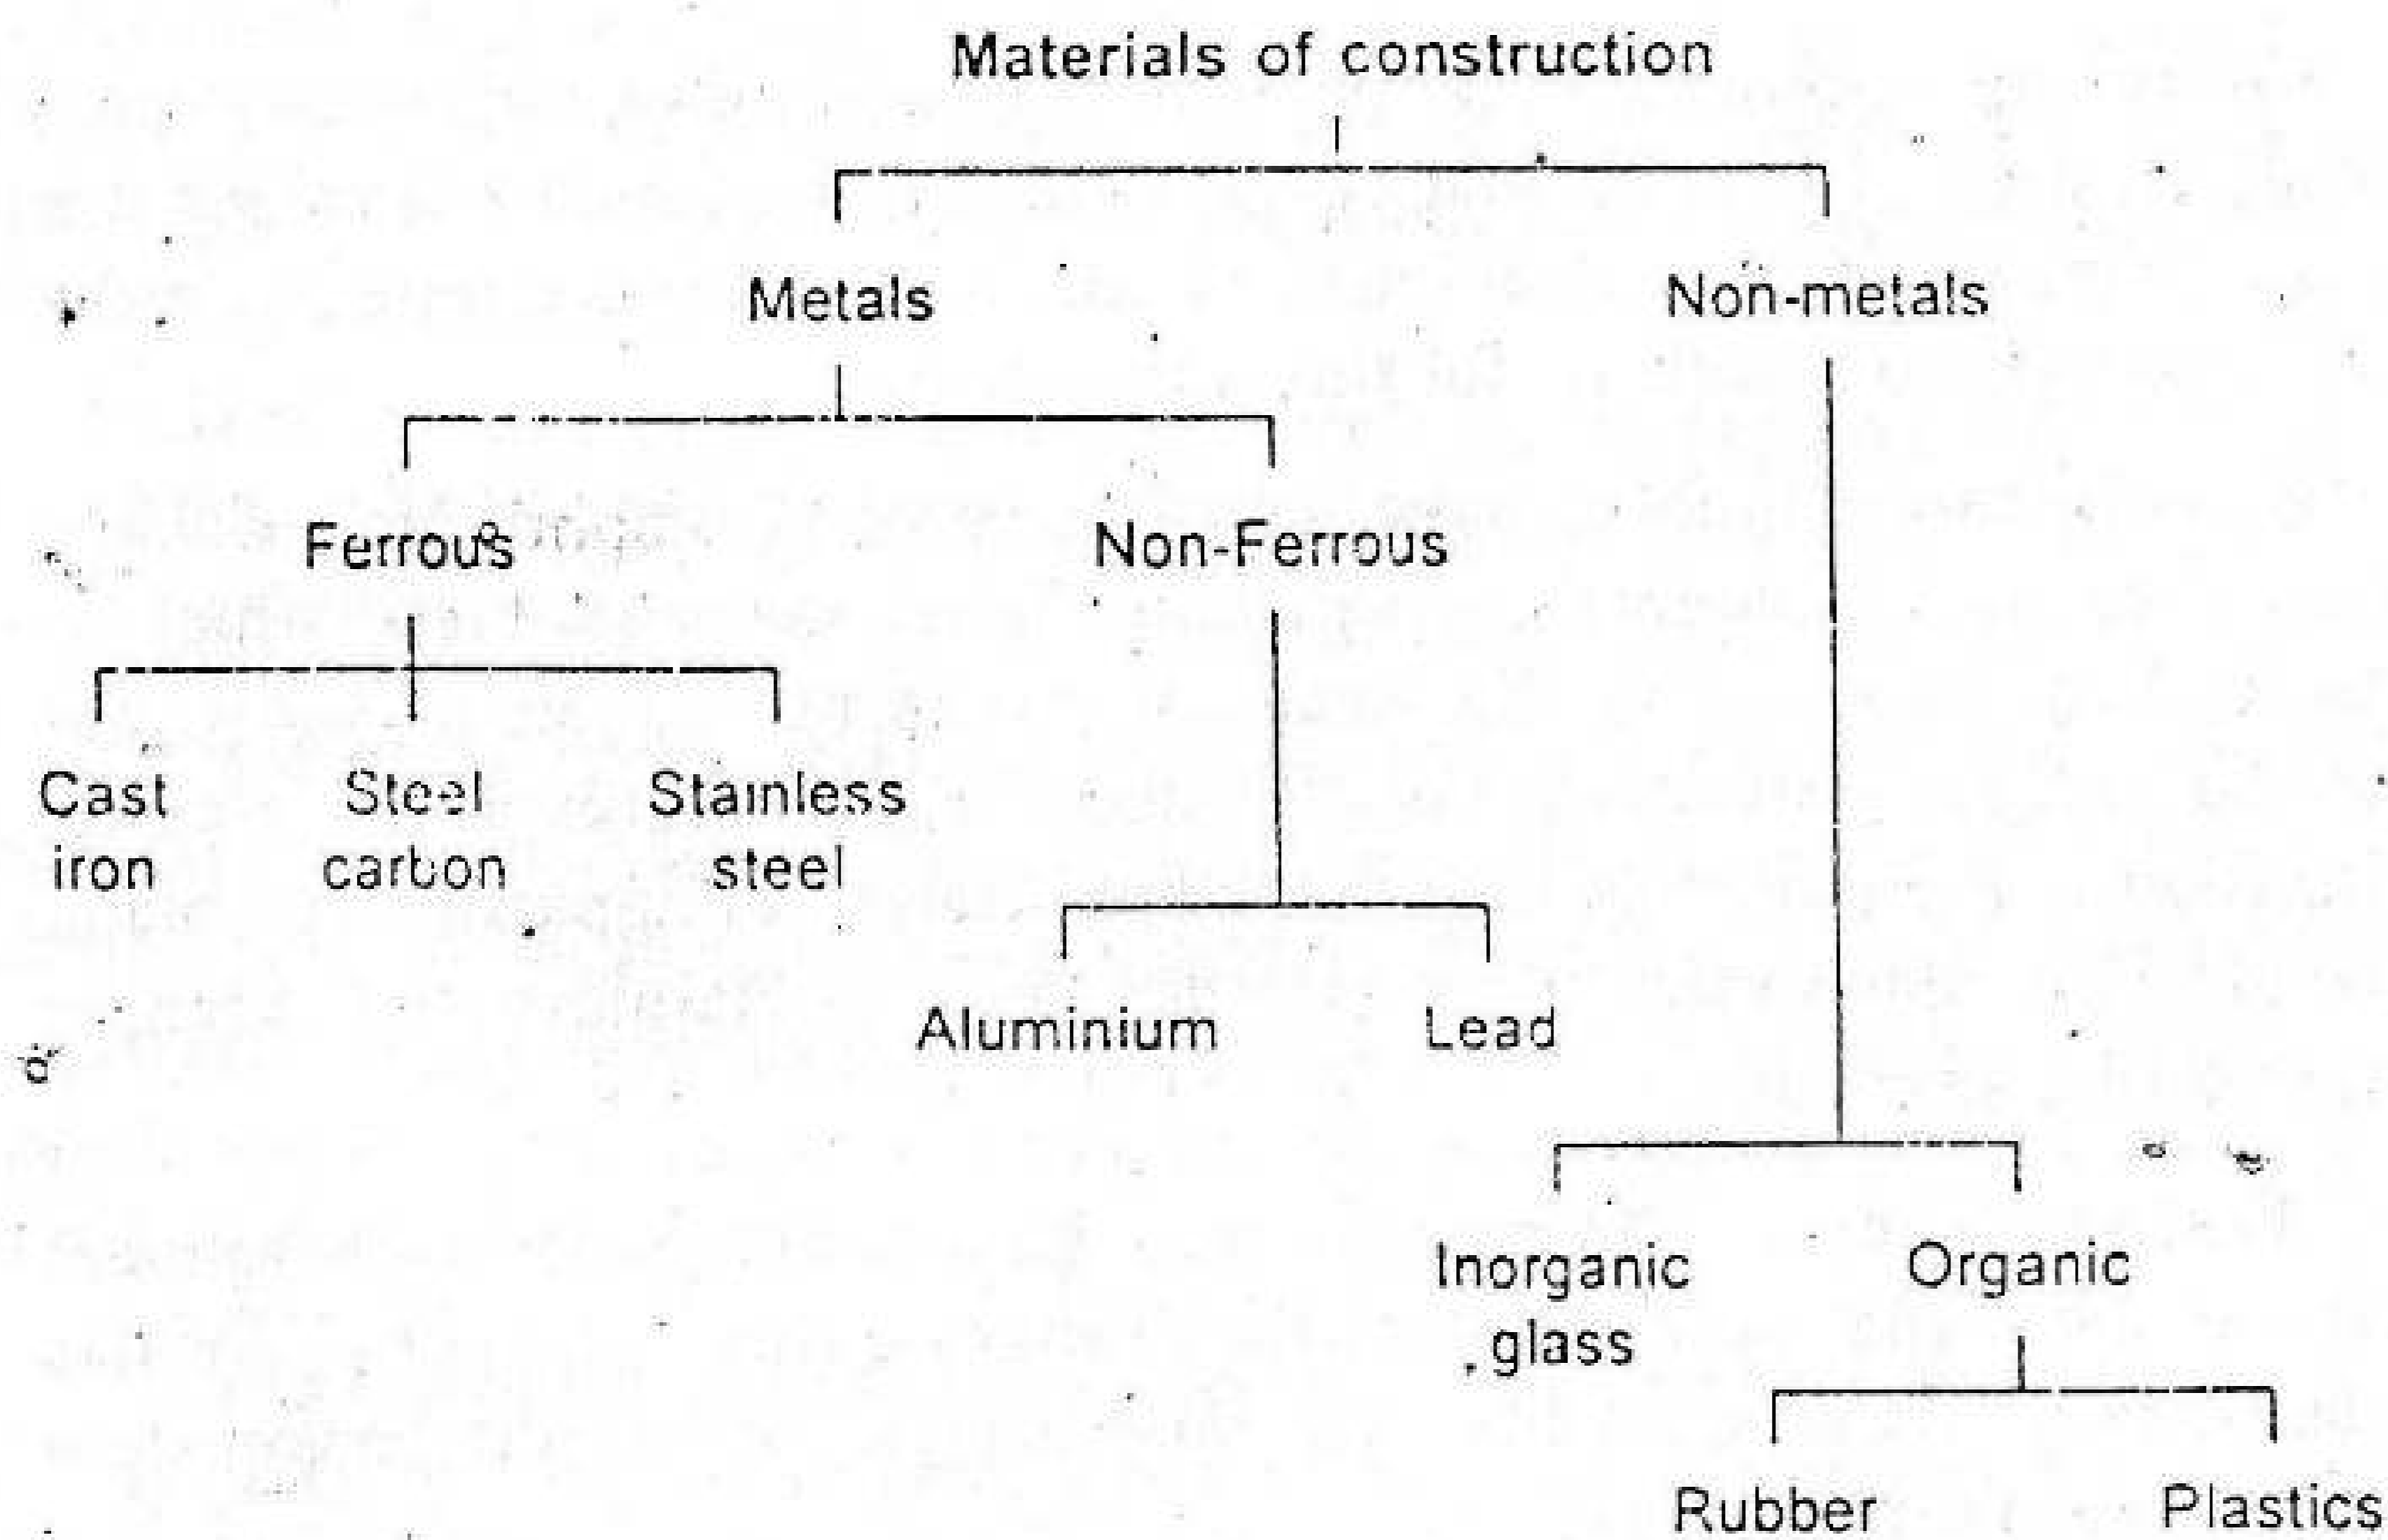 Materials of construction
Metals
Non-metals
Ferrous
Non-Ferrous
Cast
iron
Steel
carbon
Stainless
steel
Aluminium
Lead
Inorganic
glass
Organic
Rubber
Plastics